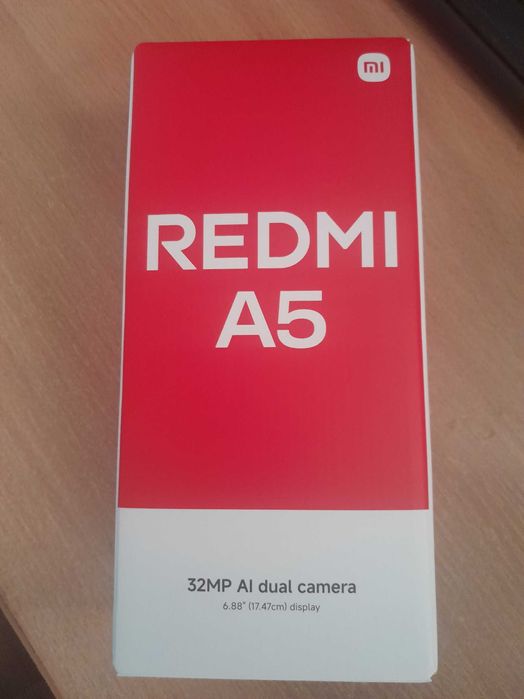 mi
REDMI
A5
32MP AI dual camera
6.88" (17.47cm) display